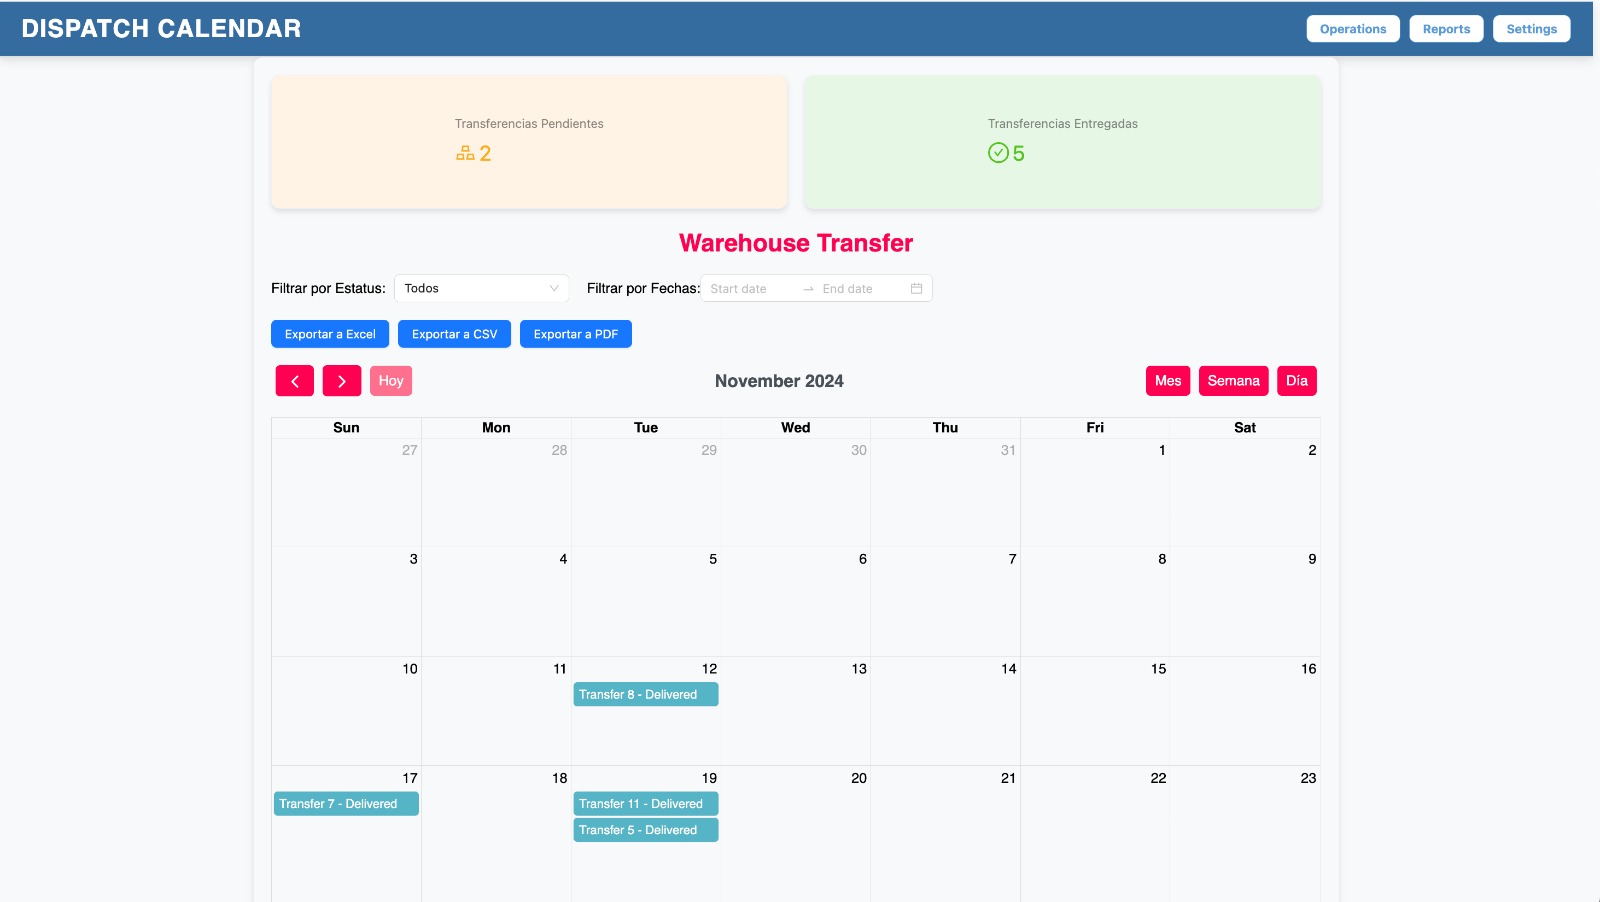 DISPATCH CALENDAR
Operations Reports Settings
Transferencias Pendientes
2
Transferencias Entregadas
5
Warehouse Transfer
Filtrar por Estatus: Todos Filtrar por Fechas: Start date → End date
Exportar a Excel Exportar a CSV Exportar a PDF
Hoy November 2024 Mes Semana Día
Sun Mon Tue Wed Thu Fri Sat
27 28 29 30 31 1 2
3 4 5 6 7 8 9
10 11 12 13 14 15 16
Transfer 8 - Delivered
17 18 19 20 21 22 23
Transfer 7 - Delivered Transfer 11 - Delivered
Transfer 5 - Delivered